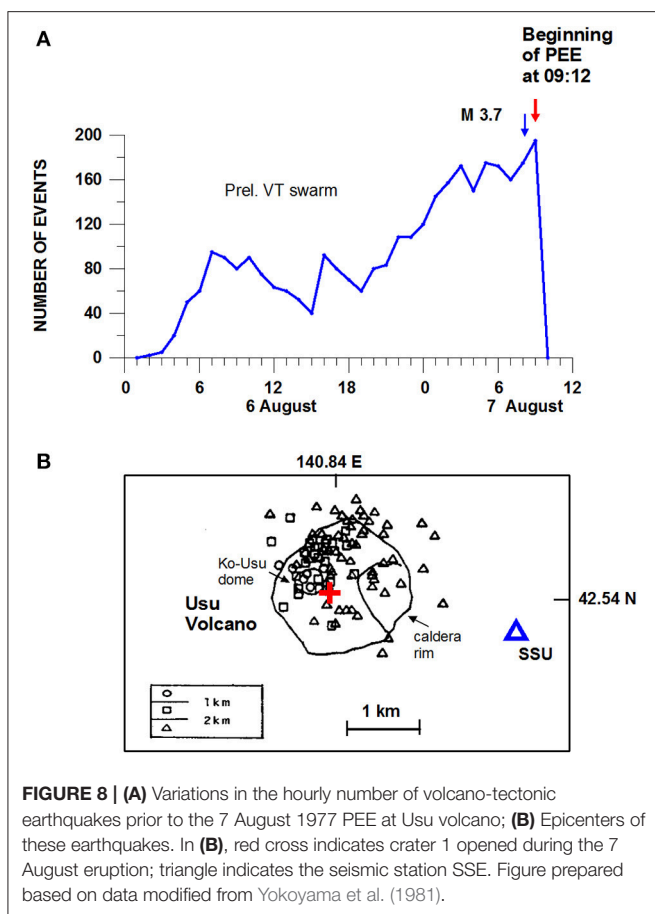 A
Beginning
of PEE
at 09:12
M 3.7
NUMBER OF EVENTS
200
160
120
80
40
0
Prel. VT swarm
0 6 12 18 0 6 12
6 August 7 August
B
140.84 E
Ko-Usu
dome
Usu
Volcano
42.54 N
caldera
rim
SSU
1 km
2 km
1 km
FIGURE 8 | (A) Variations in the hourly number of volcano-tectonic
earthquakes prior to the 7 August 1977 PEE at Usu volcano; (B) Epicenters of
these earthquakes. In (B), red cross indicates crater 1 opened during the 7
August eruption; triangle indicates the seismic station SSE. Figure prepared
based on data modified from Yokoyama et al. (1981).